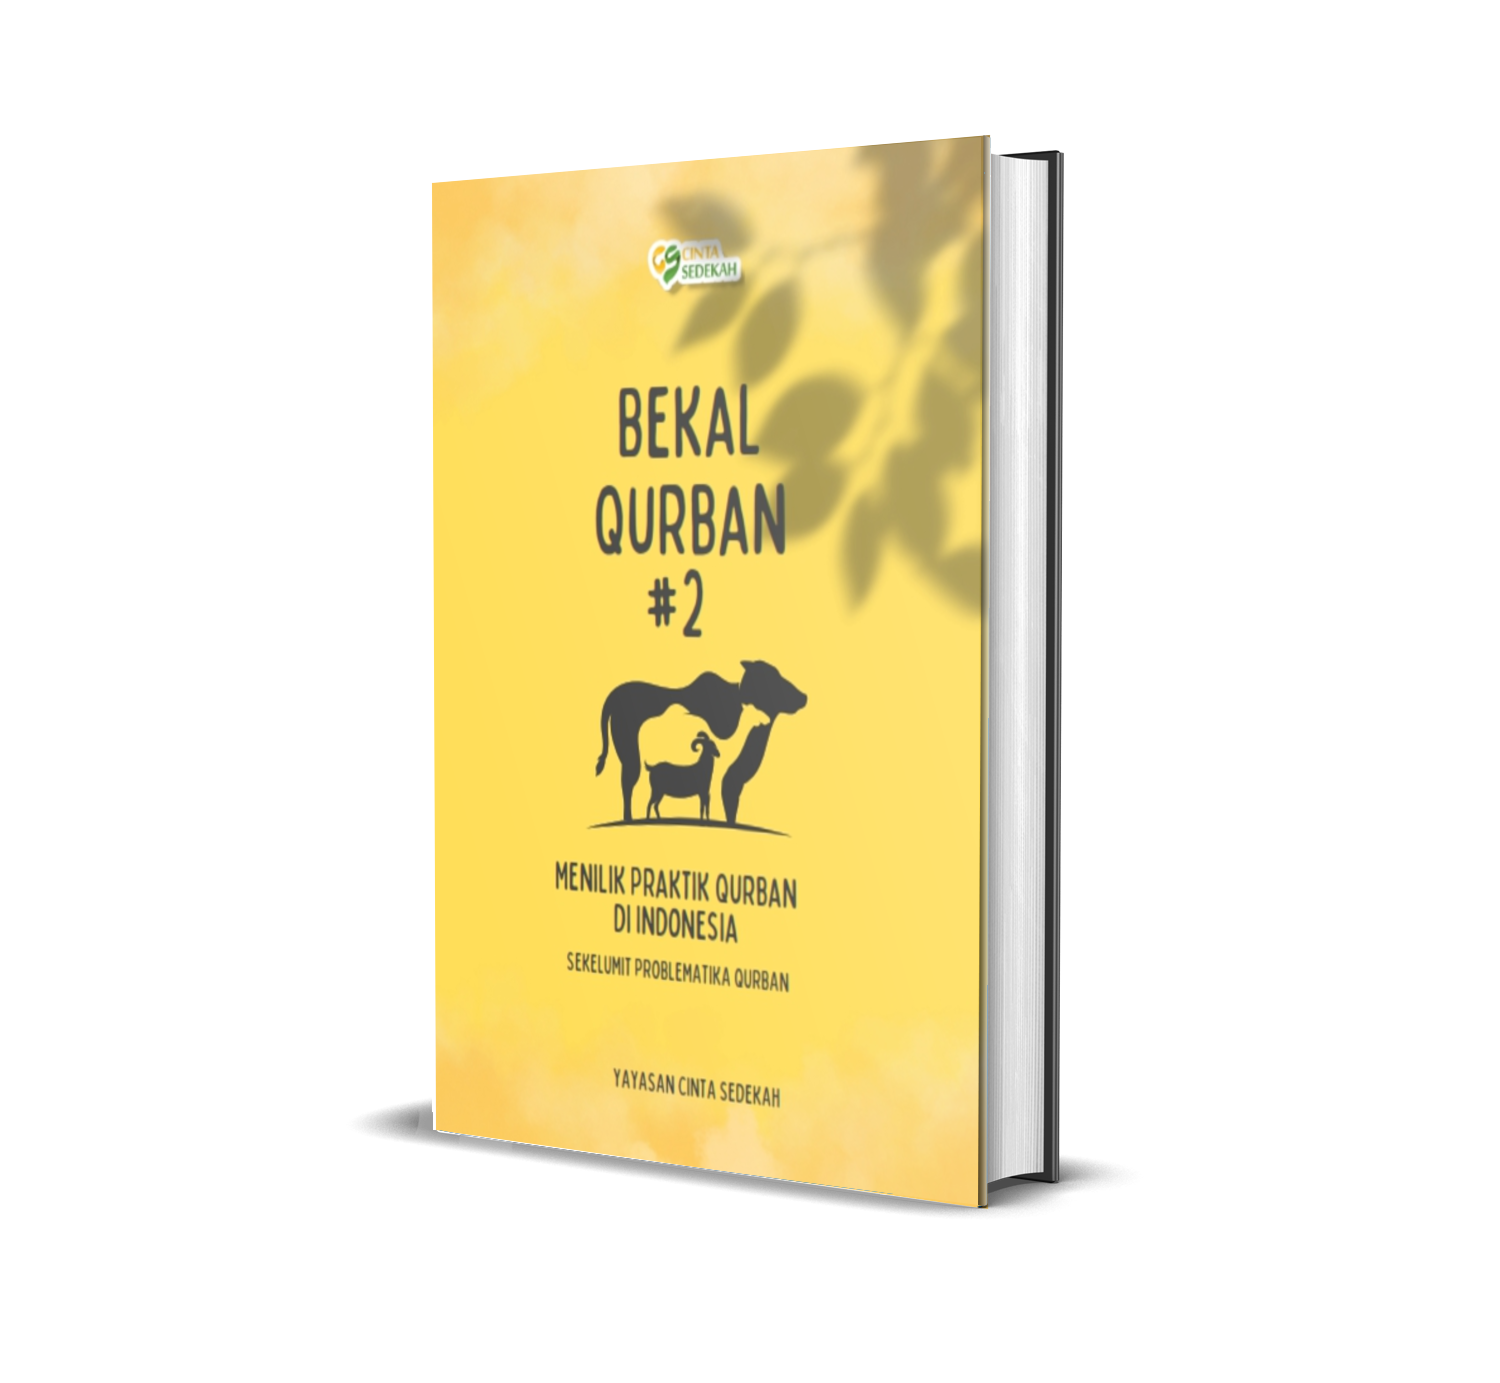 CINTA
SEDEKAH
BEKAL
QURBAN
#2
MENILIK PRAKTIK QURBAN
DI INDONESIA
SEKELUMIT PROBLEMATIKA QURBAN
YAYASAN CINTA SEDEKAH